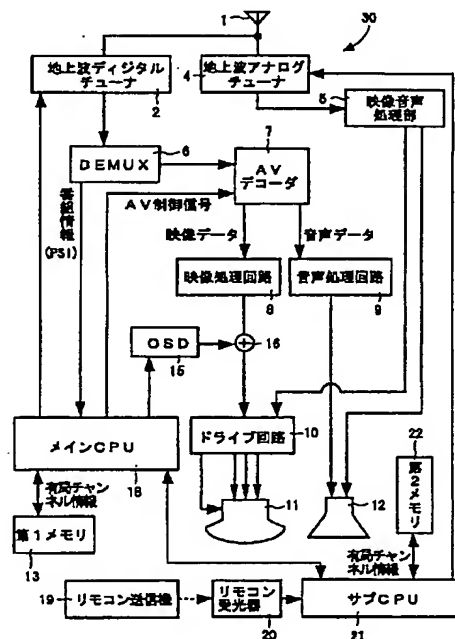 1
30
地上波ディジタル
チューナ
2
4
地上波アナログ
チューナ
5
映像音声
処理部
6
DEMUX
7
AV
デコーダ
番組情報
(PSI)
AV制御信号
映像データ
音声データ
映像処理回路
8
音声処理回路
9
OSD
15
16
メインCPU
18
ドライブ回路
10
11
12
22
第2メモリ
有局チャン
ネル情報
第1メモリ
13
有局チャン
ネル情報
19
リモコン送信機
リモコン
受光器
20
サブCPU
21